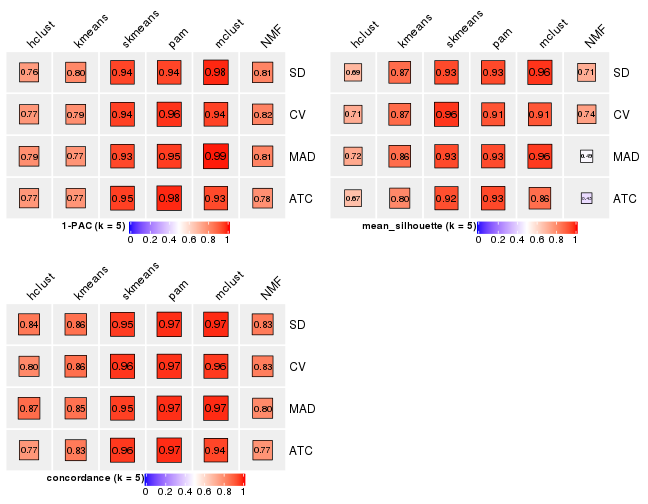 hclust kmeans skmeans pam mclust NMF
0.76 0.80 0.94 0.94 0.98 0.81 SD
0.77 0.79 0.94 0.96 0.94 0.82 CV
0.79 0.77 0.93 0.95 0.99 0.81 MAD
0.77 0.77 0.95 0.98 0.93 0.78 ATC
1-PAC (k = 5)
0 0.2 0.4 0.6 0.8 1
hclust kmeans skmeans pam mclust NMF
0.69 0.87 0.93 0.93 0.96 0.71 SD
0.71 0.87 0.96 0.91 0.91 0.74 CV
0.72 0.86 0.93 0.93 0.96 0.49 MAD
0.67 0.80 0.92 0.93 0.86 ATC
mean_silhouette (k = 5)
0 0.2 0.4 0.6 0.8 1
hclust kmeans skmeans pam mclust NMF
0.84 0.86 0.95 0.97 0.97 0.83 SD
0.80 0.86 0.96 0.97 0.96 0.83 CV
0.87 0.85 0.95 0.97 0.97 0.80 MAD
0.77 0.83 0.96 0.97 0.94 0.77 ATC
concordance (k = 5)
0 0.2 0.4 0.6 0.8 1